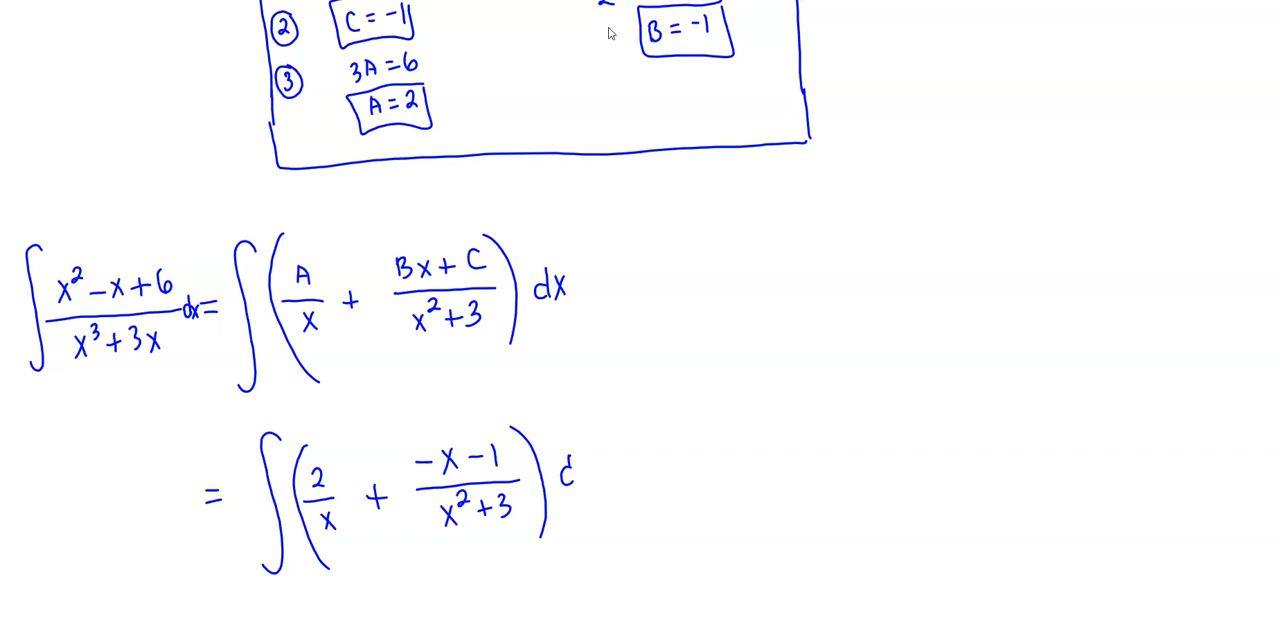 ② C = -1 B = -1
③ 3A = 6
A = 2
∫ (x² - x + 6)/(x³ + 3x) dx = ∫ (A/x + (Bx + C)/(x² + 3)) dx
= ∫ (2/x + (-x - 1)/(x² + 3)) d